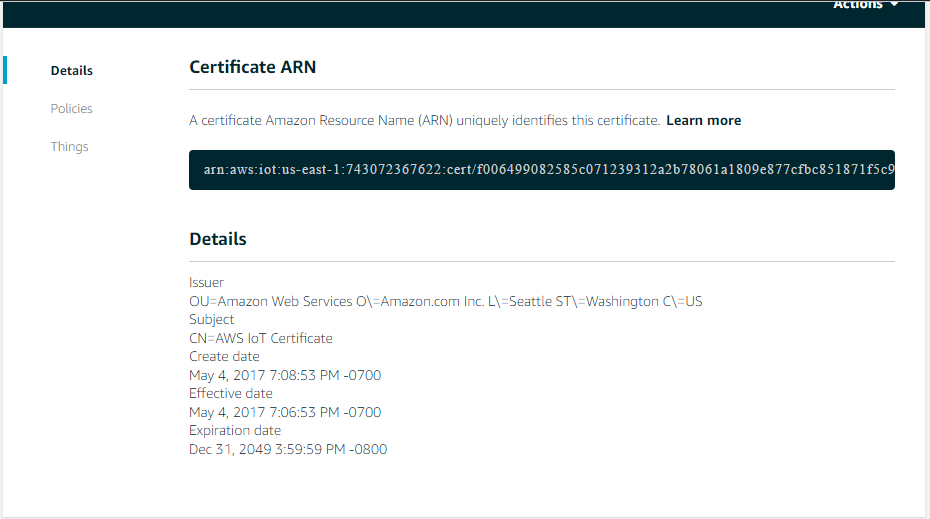 Actions
Details
Policies
Things
Certificate ARN
A certificate Amazon Resource Name (ARN) uniquely identifies this certificate. Learn more
arn:aws:iot:us-east-1:743072367622:cert/f006499082585c071239312a2b78061a1809e877cfbc851871f5c9
Details
Issuer
OU=Amazon Web Services O\=Amazon.com Inc. L\=Seattle ST\=Washington C\=US
Subject
CN=AWS IoT Certificate
Create date
May 4, 2017 7:08:53 PM -0700
Effective date
May 4, 2017 7:06:53 PM -0700
Expiration date
Dec 31, 2049 3:59:59 PM -0800